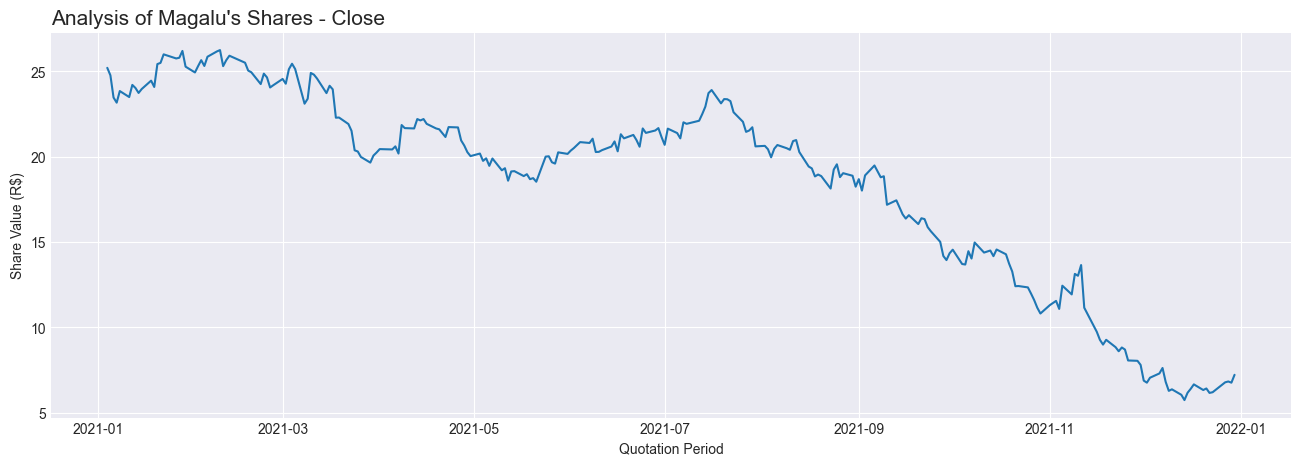 Analysis of Magalu's Shares - Close
Share Value (R$)
25
20
15
10
5
2021-01 2021-03 2021-05 2021-07 2021-09 2021-11 2022-01
Quotation Period